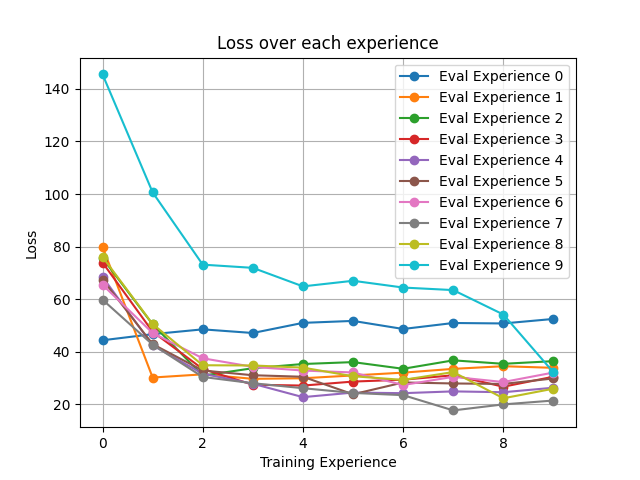 Loss over each experience
Loss
140
120
100
80
60
40
20
0
2
4
6
8
Training Experience
Eval Experience 0
Eval Experience 1
Eval Experience 2
Eval Experience 3
Eval Experience 4
Eval Experience 5
Eval Experience 6
Eval Experience 7
Eval Experience 8
Eval Experience 9